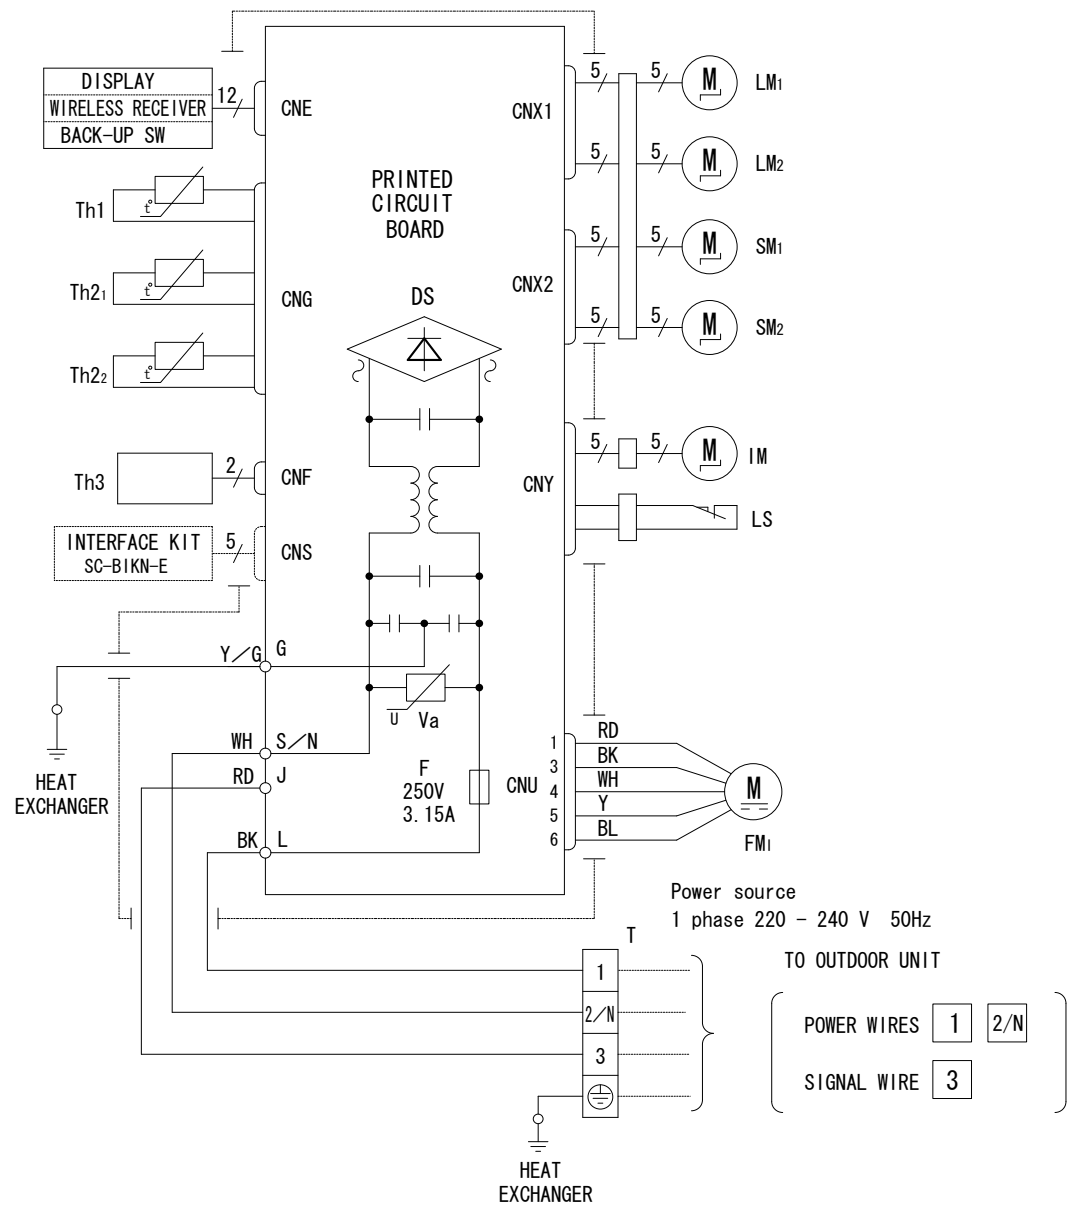 DISPLAY
WIRELESS RECEIVER
BACK-UP SW
12
CNE
PRINTED
CIRCUIT
BOARD
CNX1
5
5
M
LM1
5
5
M
LM2
Th1
t°
Th21
t°
CNG
Th22
t°
DS
CNX2
5
5
M
SM1
5
5
M
SM2
Th3
2
CNF
INTERFACE KIT
SC-BIKN-E
5
CNS
CNY
5
5
M
IM
LS
Y/G
G
HEAT
EXCHANGER
U
Va
WH
S/N
RD
J
BK
L
F
250V
3.15A
CNU
1
RD
3
BK
4
WH
5
Y
6
BL
M
FMI
Power source
1 phase 220 - 240 V 50Hz
T
1
2/N
3
TO OUTDOOR UNIT
POWER WIRES 1 2/N
SIGNAL WIRE 3
HEAT
EXCHANGER